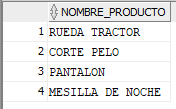 NOMBRE_PRODUCTO
1 RUEDA TRACTOR
2 CORTE PELO
3 PANTALON
4 MESILLA DE NOCHE